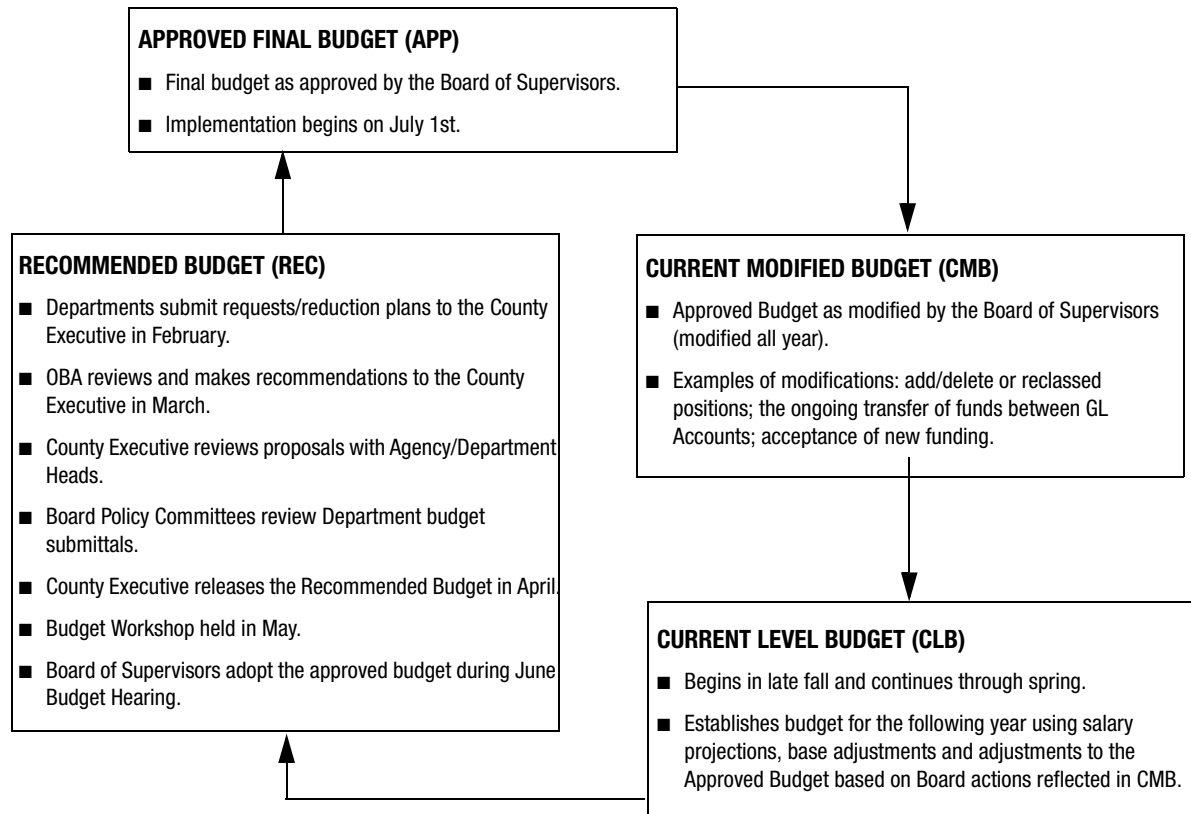 APPROVED FINAL BUDGET (APP)
■ Final budget as approved by the Board of Supervisors.
■ Implementation begins on July 1st.
RECOMMENDED BUDGET (REC)
■ Departments submit requests/reduction plans to the County
Executive in February.
■ OBA reviews and makes recommendations to the County
Executive in March.
■ County Executive reviews proposals with Agency/Department
Heads.
■ Board Policy Committees review Department budget
submittals.
■ County Executive releases the Recommended Budget in April.
■ Budget Workshop held in May.
■ Board of Supervisors adopt the approved budget during June
Budget Hearing.
CURRENT MODIFIED BUDGET (CMB)
■ Approved Budget as modified by the Board of Supervisors
(modified all year).
■ Examples of modifications: add/delete or reclassed
positions; the ongoing transfer of funds between GL
Accounts; acceptance of new funding.
CURRENT LEVEL BUDGET (CLB)
■ Begins in late fall and continues through spring.
■ Establishes budget for the following year using salary
projections, base adjustments and adjustments to the
Approved Budget based on Board actions reflected in CMB.